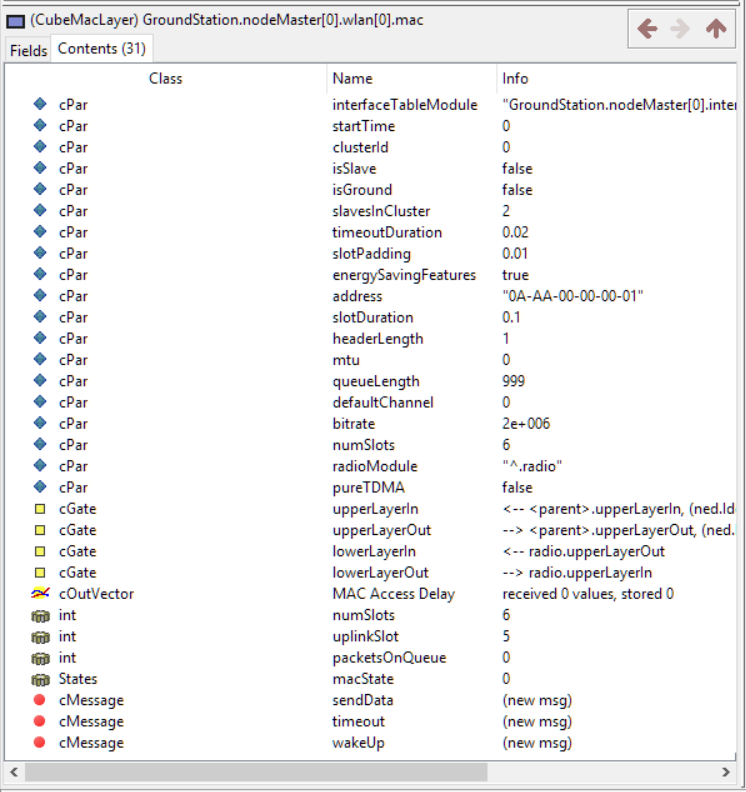 (CubeMacLayer) GroundStation.nodeMaster[0].wlan[0].mac
Fields Contents (31)
Class Name Info
cPar interfaceTableModule "GroundStation.nodeMaster[0].inter
cPar startTime 0
cPar clusterId 0
cPar isSlave false
cPar isGround false
cPar slavesInCluster 2
cPar timeoutDuration 0.02
cPar slotPadding 0.01
cPar energySavingFeatures true
cPar address "0A-AA-00-00-00-01"
cPar slotDuration 0.1
cPar headerLength 1
cPar mtu 0
cPar queueLength 999
cPar defaultChannel 0
cPar bitrate 2e+006
cPar numSlots 6
cPar radioModule "^.radio"
cPar pureTDMA false
cGate upperLayerIn <-- <parent>.upperLayerIn, (ned.Id
cGate upperLayerOut --> <parent>.upperLayerOut, (ned.
cGate lowerLayerIn <-- radio.upperLayerOut
cGate lowerLayerOut --> radio.upperLayerIn
cOutVector MAC Access Delay received 0 values, stored 0
int numSlots 6
int uplinkSlot 5
int packetsOnQueue 0
States macState 0
cMessage sendData (new msg)
cMessage timeout (new msg)
cMessage wakeUp (new msg)